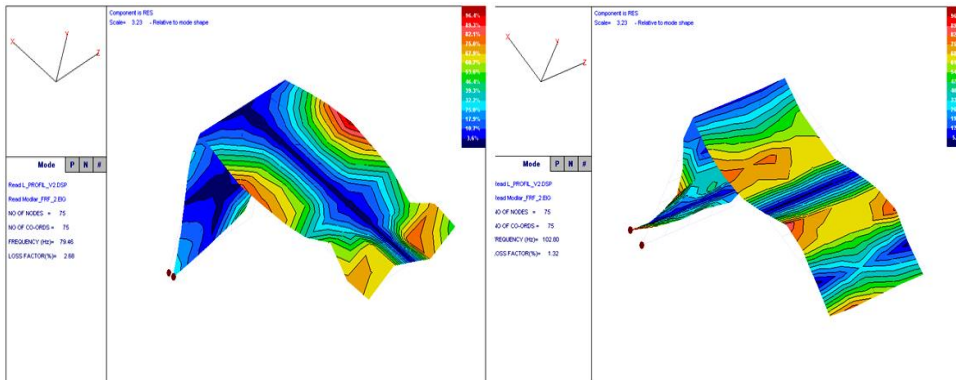 Component is RES
Scale= 3.23 - Relative to mode shape
X
Y
Z
96.4%
89.3%
82.1%
75.0%
67.9%
60.7%
53.6%
46.4%
39.3%
32.2%
25.0%
17.9%
10.7%
3.6%
Mode P N #
Read L_PROFIL_V2.DSP
Read Modlar_FRF_2.EIG
NO OF NODES = 75
NO OF CO-ORDS = 75
FREQUENCY (Hz)= 79.46
LOSS FACTOR(%)= 2.68
Component is RES
Scale= 3.23 - Relative to mode shape
X
Y
Z
Mode P N #
Read L_PROFIL_V2.DSP
Read Modlar_FRF_2.EIG
NO OF NODES = 75
NO OF CO-ORDS = 75
FREQUENCY (Hz)= 102.80
LOSS FACTOR(%)= 1.32